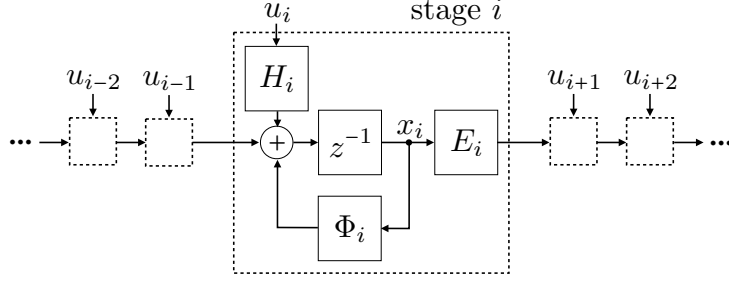 stage i
u_i
u_{i-2} u_{i-1} H_i u_{i+1} u_{i+2}
••• + z^{-1} x_i E_i •••
Φ_i